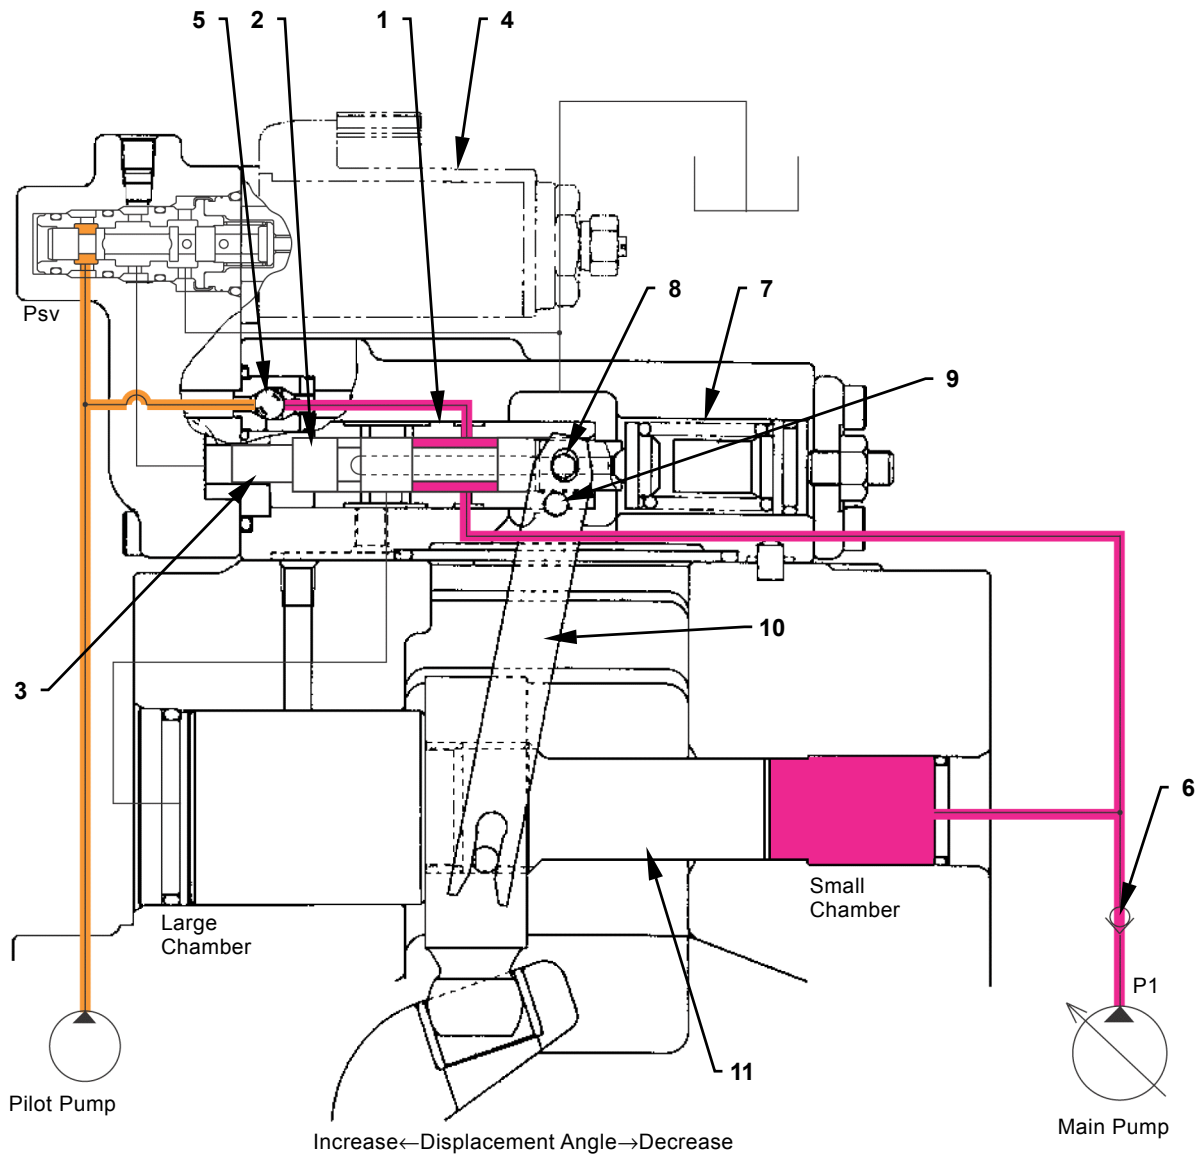 5 2 1 4
8 7
Psv
9
10
3
6
Small
Chamber
Large
Chamber
P1
11
Pilot Pump
Main Pump
Increase←Displacement Angle→Decrease